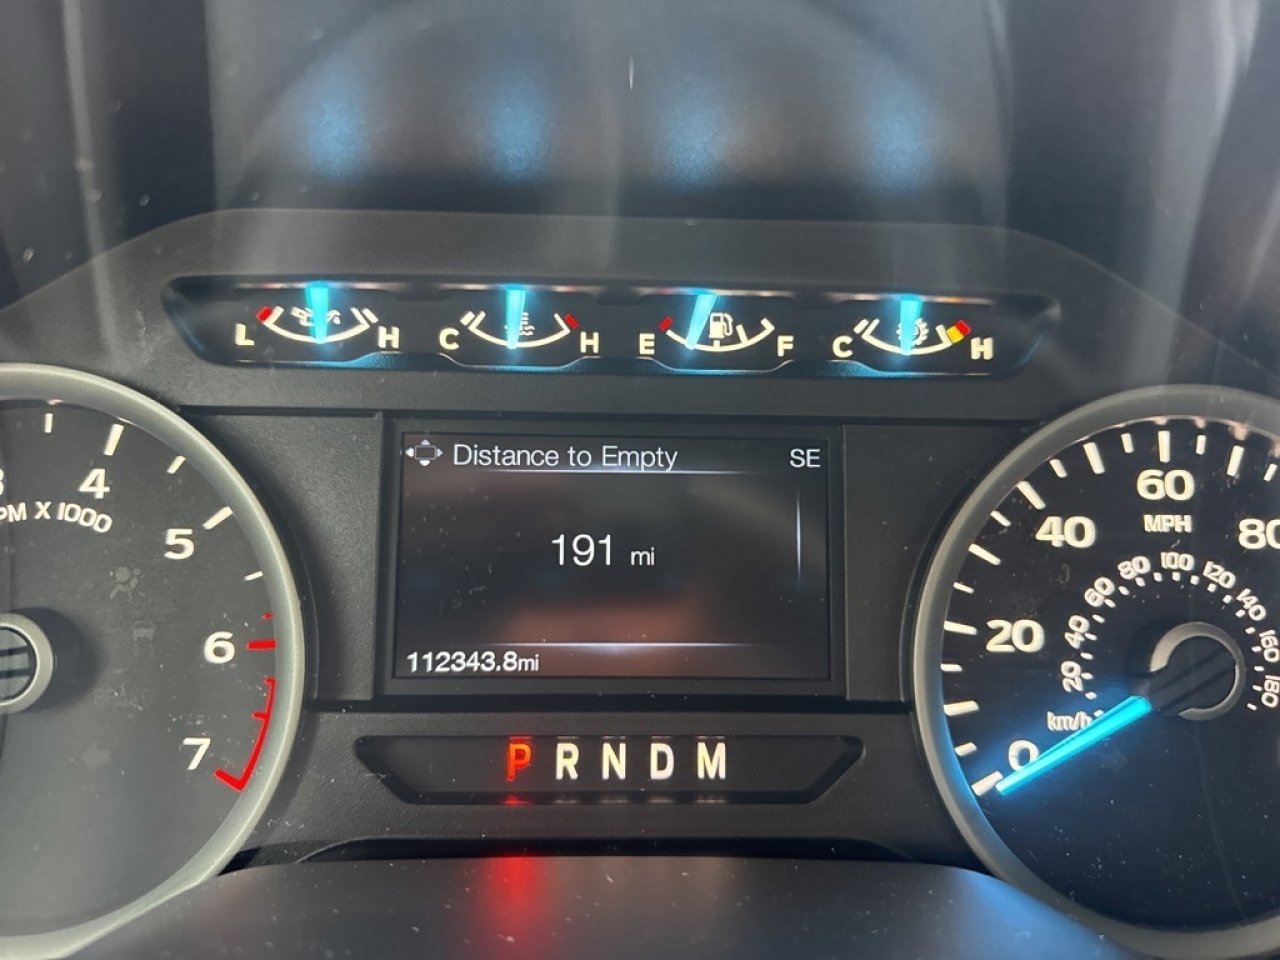 L H C H E F C H
Distance to Empty SE
191 mi
112343.8mi
P R N D M
4
X 1000
5
6
7
0 20 40 60 80
MPH
20 40 60 80 100 120 140 160 180
km/h